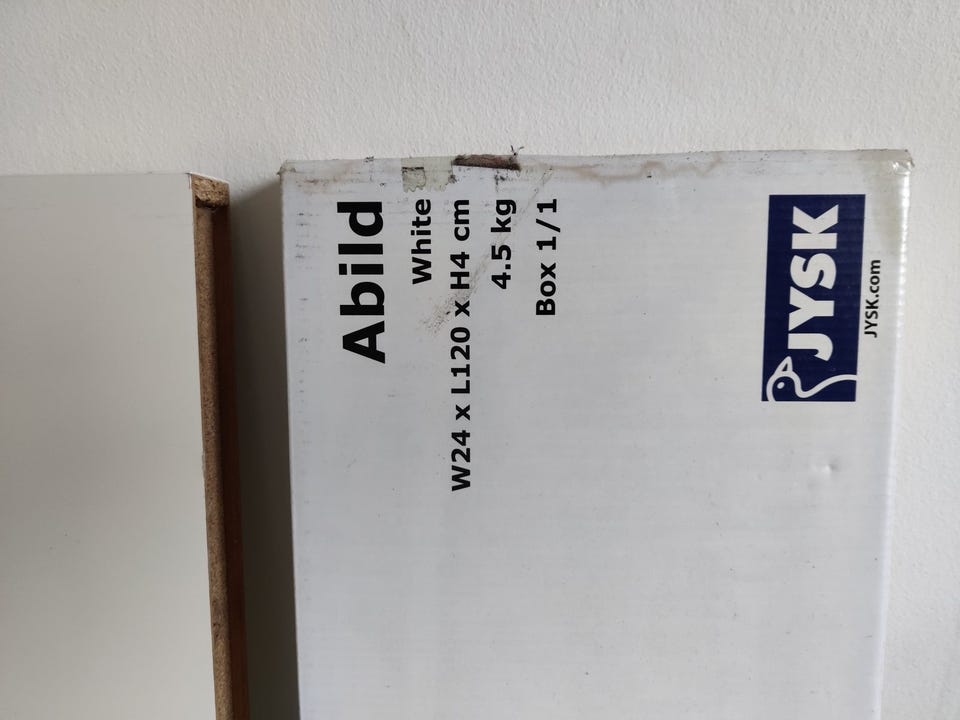 Abild
White
W24 x L120 x H4 cm
4.5 kg
Box 1/1
JYSK
JYSK.com